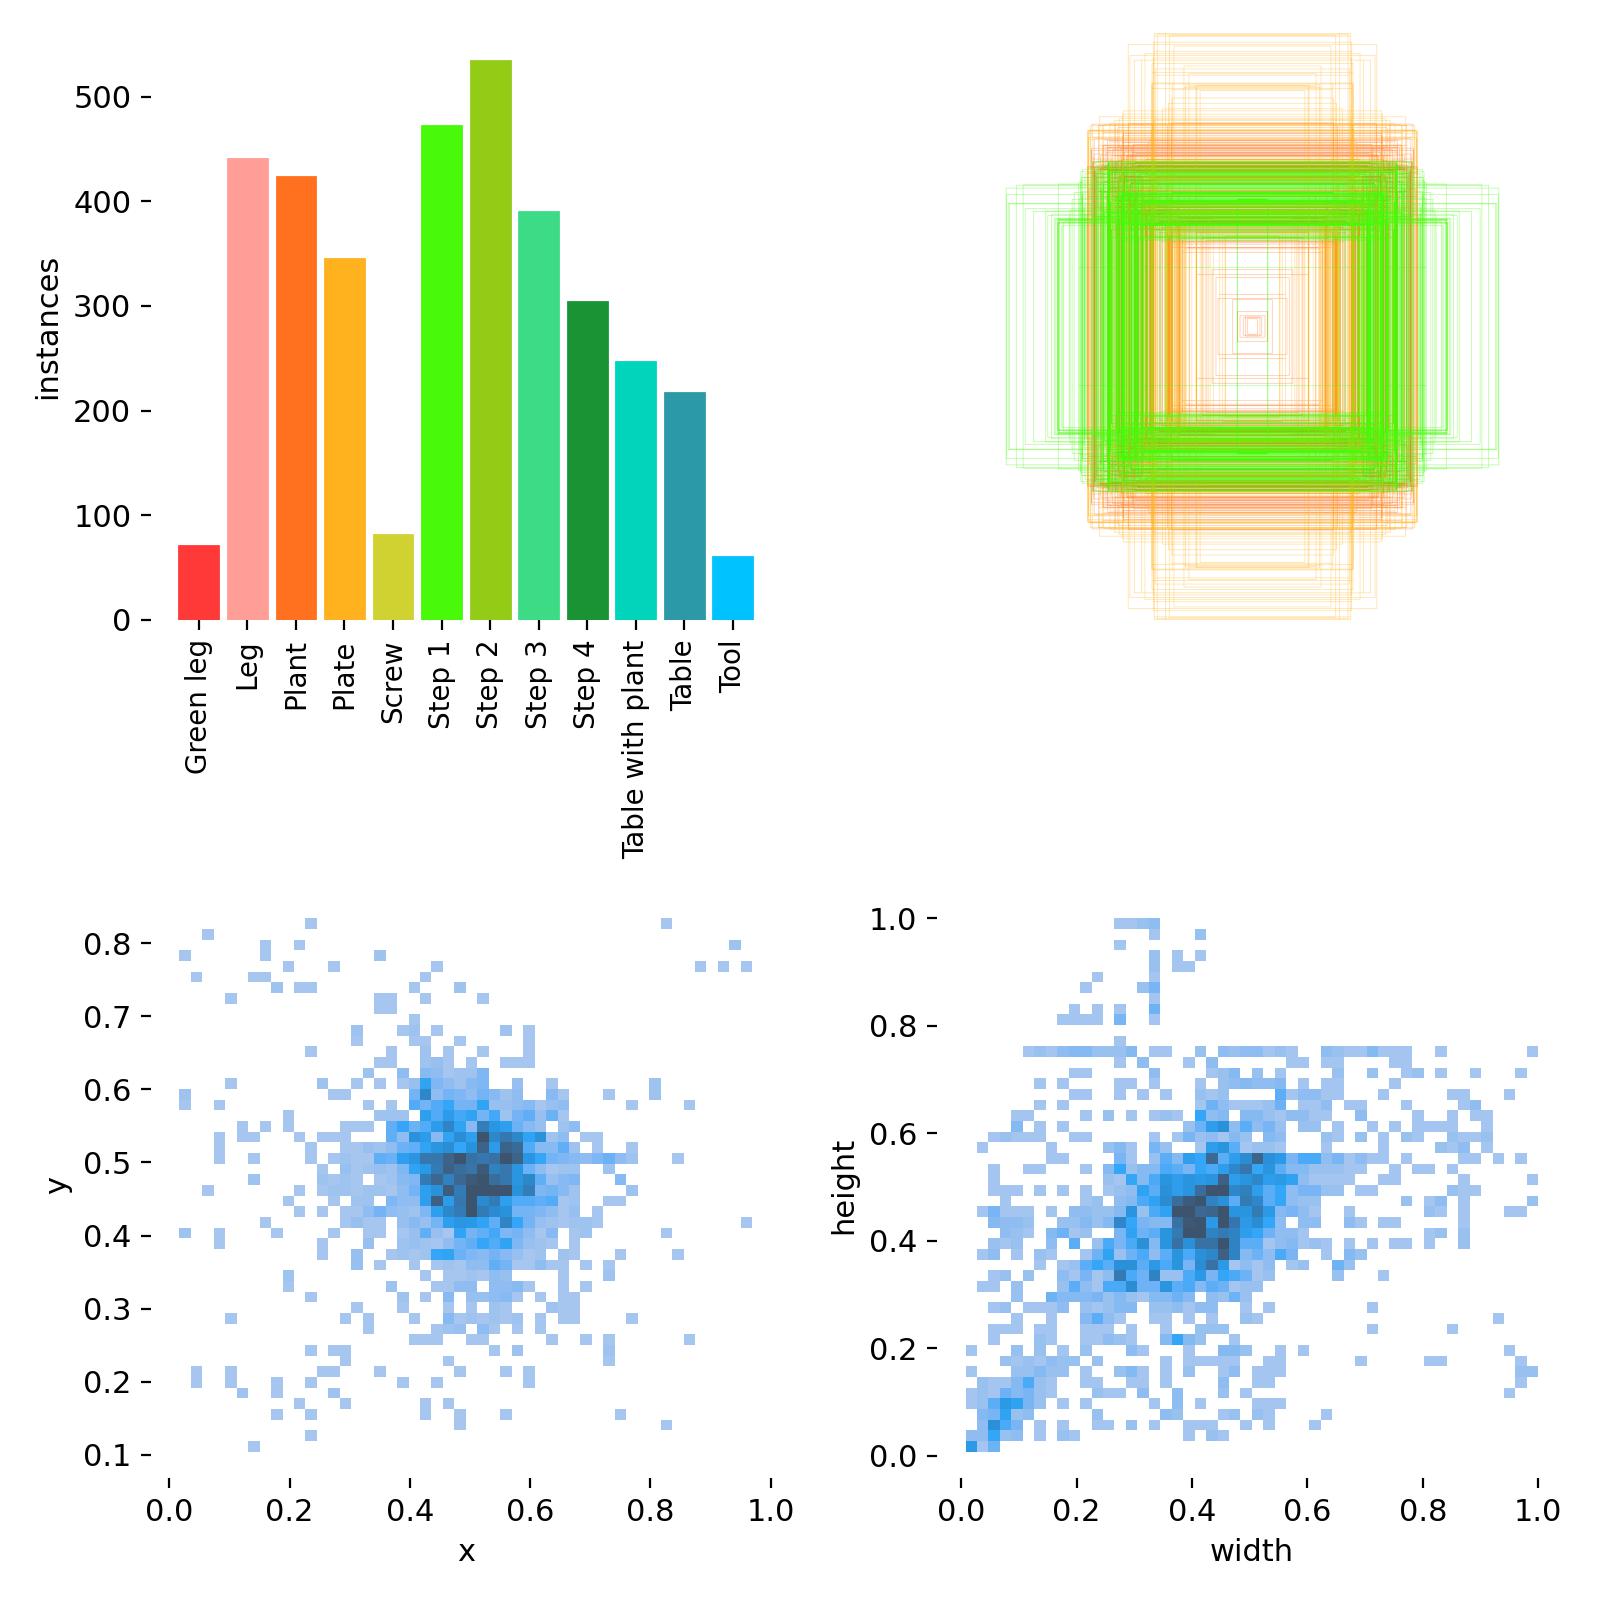 500
400
300
200
100
0
instances
Green leg
Leg
Plant
Plate
Screw
Step 1
Step 2
Step 3
Step 4
Table with plant
Table
Tool
0.8
0.7
0.6
0.5
0.4
0.3
0.2
0.1
y
0.0 0.2 0.4 0.6 0.8 1.0
x
1.0
0.8
0.6
0.4
0.2
0.0
height
0.0 0.2 0.4 0.6 0.8 1.0
width